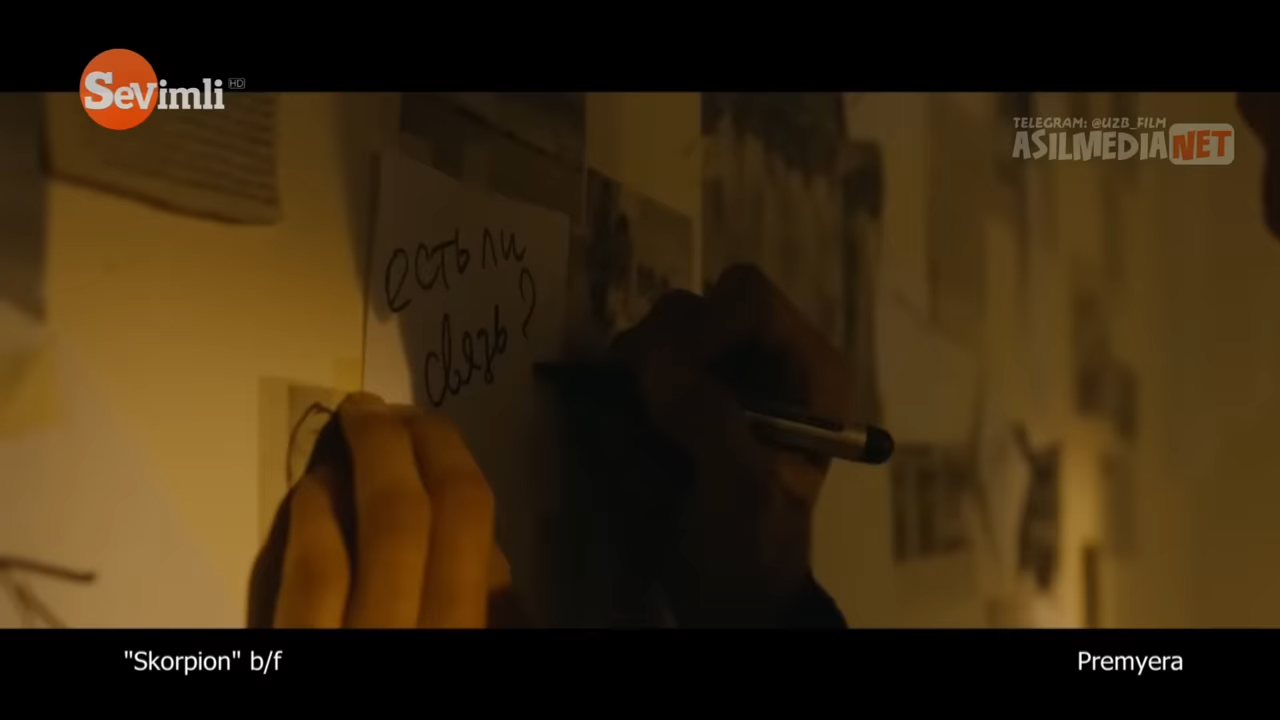 Sevimli HD
TELEGRAM: @UZB_FILM
ASILMEDIA NET
есть ли
связь?
"Skorpion" b/f
Premyera